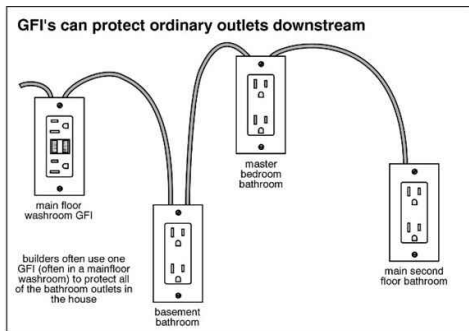 GFI's can protect ordinary outlets downstream
main floor
washroom GFI
master
bedroom
bathroom
main second
floor bathroom
builders often use one
GFI (often in a mainfloor
washroom) to protect all
of the bathroom outlets in
the house
basement
bathroom